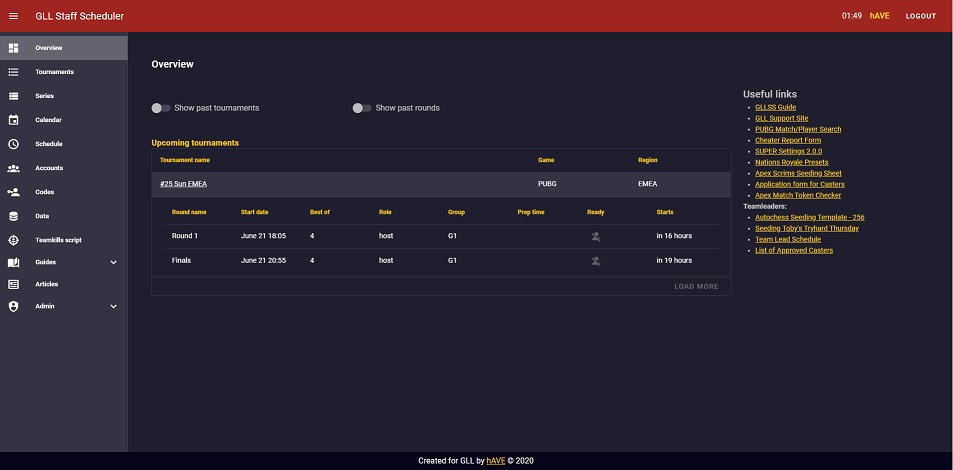 GLL Staff Scheduler
01:49 hAVE LOGOUT
Overview
Tournaments
Series
Calendar
Schedule
Accounts
Codes
Data
Teamkills script
Guides
Articles
Admin
Overview
Show past tournaments Show past rounds
Upcoming tournaments
Tournament name Game Region
#25 Sun EMEA PUBG EMEA
Round name Start date Best of Role Group Prep time Ready Starts
Round 1 June 21 18:05 4 host G1 in 16 hours
Finals June 21 20:55 4 host G1 in 19 hours
LOAD MORE
Useful links
GLLSS Guide
GLL Support Site
PUBG Match/Player Search
Cheater Report Form
SUPER Settings 2.0.0
Nations Royale Presets
Apex Scrims Seeding Sheet
Application form for Casters
Apex Match Token Checker
Teamleaders:
Autochess Seeding Template - 256
Seeding Toby's Tryhard Thursday
Team Lead Schedule
List of Approved Casters
Created for GLL by hAVE © 2020